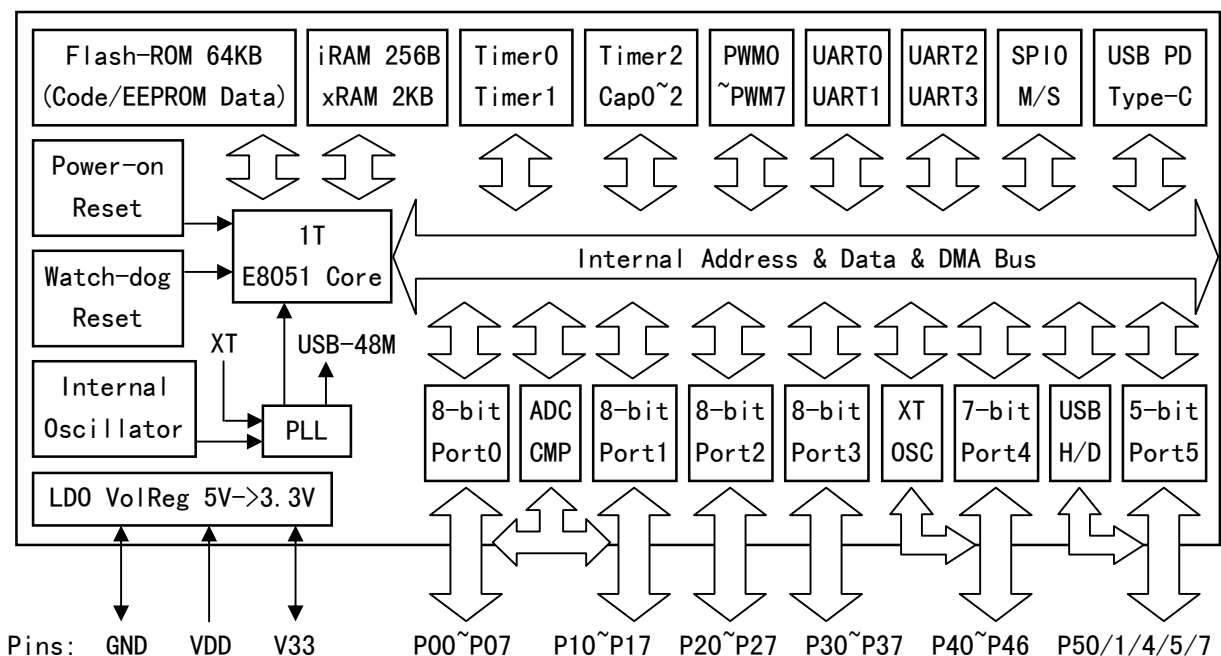 Flash-ROM 64KB
(Code/EEPROM Data)
iRAM 256B
xRAM 2KB
Timer0
Timer1
Timer2
Cap0~2
PWM0
~PWM7
UART0
UART1
UART2
UART3
SPI0
M/S
USB PD
Type-C
Power-on
Reset
1T
E8051 Core
Internal Address & Data & DMA Bus
Watch-dog
Reset
XT
USB-48M
Internal
Oscillator
PLL
8-bit
Port0
ADC
CMP
8-bit
Port1
8-bit
Port2
8-bit
Port3
XT
OSC
7-bit
Port4
USB
H/D
5-bit
Port5
LDO VolReg 5V->3.3V
Pins: GND VDD V33 P00~P07 P10~P17 P20~P27 P30~P37 P40~P46 P50/1/4/5/7